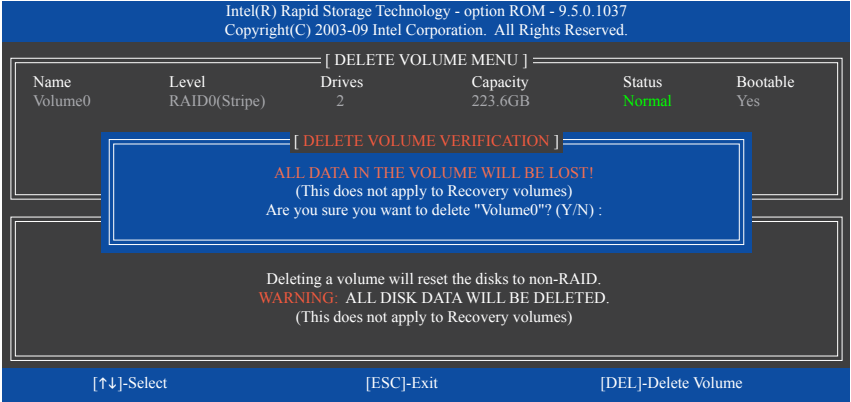 Intel(R) Rapid Storage Technology - option ROM - 9.5.0.1037
Copyright(C) 2003-09 Intel Corporation. All Rights Reserved.
[ DELETE VOLUME MENU ]
Name Level Drives Capacity Status Bootable
Volume0 RAID0(Stripe) 2 223.6GB Normal Yes
[ DELETE VOLUME VERIFICATION ]
ALL DATA IN THE VOLUME WILL BE LOST!
(This does not apply to Recovery volumes)
Are you sure you want to delete "Volume0"? (Y/N) :
Deleting a volume will reset the disks to non-RAID.
WARNING: ALL DISK DATA WILL BE DELETED.
(This does not apply to Recovery volumes)
[↑↓]-Select [ESC]-Exit [DEL]-Delete Volume